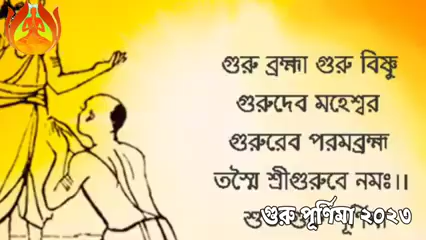 গুরু ব্রহ্মা গুরু বিষ্ণু
গুরুদেব মহেশ্বর
গুরুরেব পরমব্রহ্ম
তস্মৈ শ্রীগুরুবে নমঃ।।
গুরু পূর্ণিমা ২০২৩